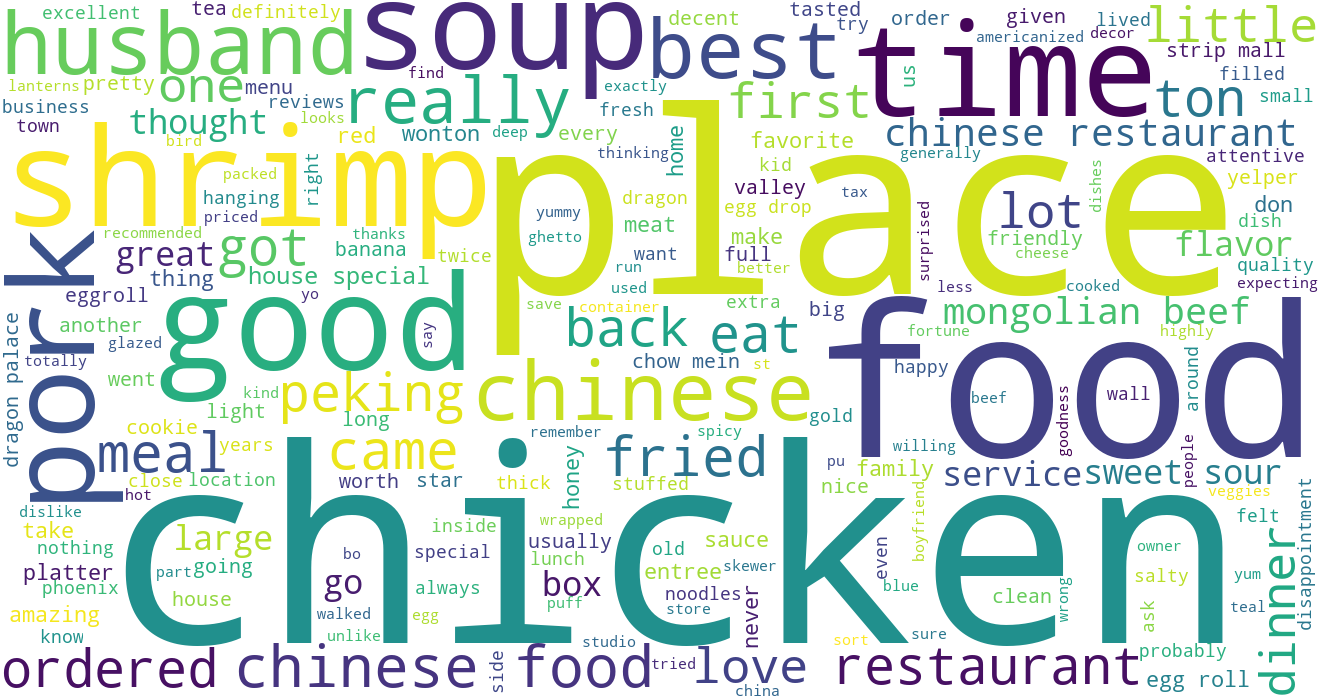 excellent
tea
definitely
husband
soup
best
decent
tasted
try
order
given
americanized
lived
decor
little
strip mall
time
filled
small
ton
us
lanterns
pretty
one
menu
find
really
exactly
first
business
reviews
looks
fresh
town
thought
red
wonton
deep
every
home
favorite
chinese restaurant
bird
thinking
kid
generally
attentive
shrimp
place
packed
right
hanging
priced
yummy
dragon
valley
tax
egg drop
lot
dishes
yelper
don
dish
recommended
got
thanks
banana
ghetto
meat
want
make
full
surprised
friendly
cheese
flavor
great
thing
house special
twice
run
used
better
quality
pork
eggroll
yo
good
save
container
extra
big
less
cooked
expecting
another
glazed
say
back
eat
mongolian beef
fortune
highly
dragon palace
totally
went
kind
chow mein
st
happy
food
light
peking
long
chinese
gold
beef
goodness
wall
around
cookie
years
came
remember
spicy
willing
people
meal
fried
close
location
hot
worth
star
thick
honey
stuffed
pu
family
nice
service
sweet sour
veggies
dislike
take
nothing
large
inside
wrapped
usually
old
sauce
boyfriend
felt
disappointment
chicken
platter
part
going
bo
special
lunch
entree
skewer
even
owner
phoenix
house
go
always
puff
box
noodles
store
never
blue
clean
wrong
salty
yum
amazing
walked
egg
ask
teal
dinner
know
unlike
studio
sort
sure
probably
ordered
chinese food
side
tried
love
china
restaurant
egg roll